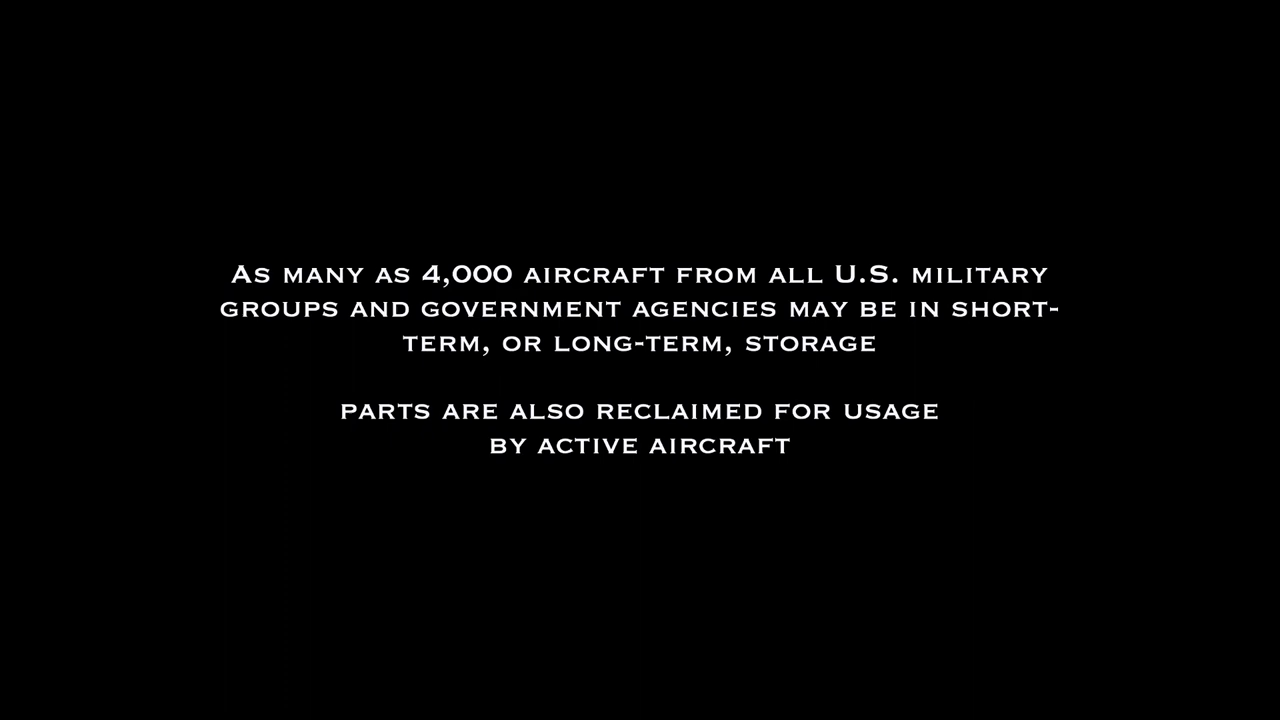 As many as 4,000 aircraft from all U.S. military
groups and government agencies may be in short-
term, or long-term, storage
parts are also reclaimed for usage
by active aircraft